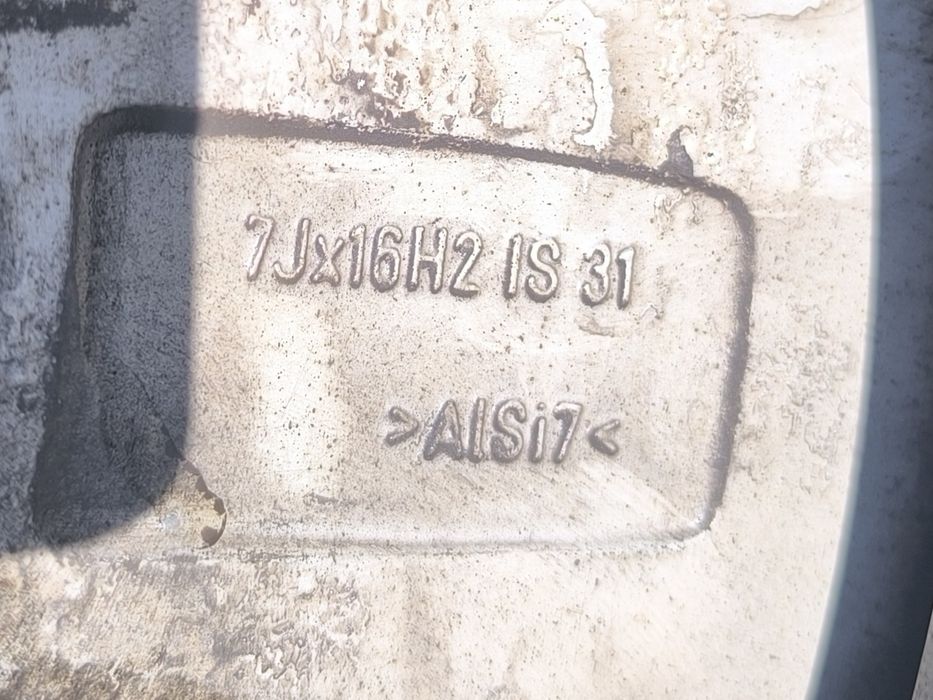 7Jx16H2 IS 31
>AlSi7<